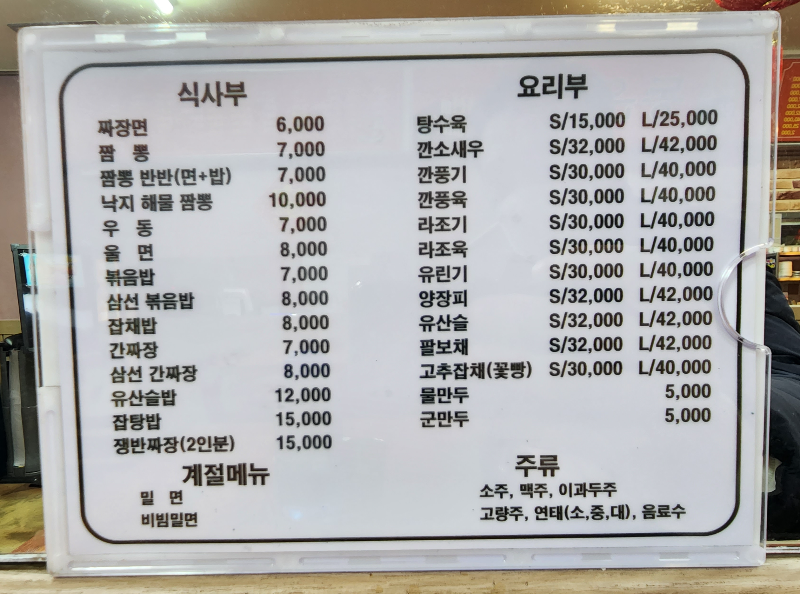 식사부
짜장면 6,000
짬 뽕 7,000
짬뽕 반반(면+밥) 7,000
낙지 해물 짬뽕 10,000
우 동 7,000
울 면 8,000
볶음밥 7,000
삼선 볶음밥 8,000
잡채밥 8,000
간짜장 7,000
삼선 간짜장 8,000
유산슬밥 12,000
잡탕밥 15,000
쟁반짜장(2인분) 15,000
계절메뉴
밀 면
비빔밀면
요리부
탕수육 S/15,000 L/25,000
깐소새우 S/32,000 L/42,000
깐풍기 S/30,000 L/40,000
깐풍육 S/30,000 L/40,000
라조기 S/30,000 L/40,000
라조육 S/30,000 L/40,000
유린기 S/30,000 L/40,000
양장피 S/32,000 L/42,000
유산슬 S/32,000 L/42,000
팔보채 S/32,000 L/42,000
고추잡채(꽃빵) S/30,000 L/40,000
물만두 5,000
군만두 5,000
주류
소주, 맥주, 이과두주
고량주, 연태(소,중,대), 음료수